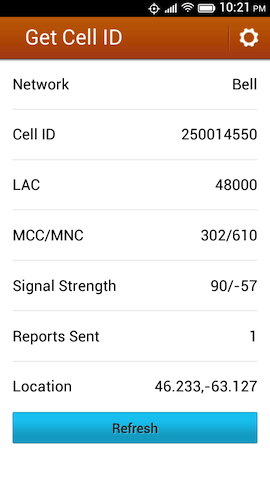 10:21 PM
Get Cell ID
Network Bell
Cell ID 250014550
LAC 48000
MCC/MNC 302/610
Signal Strength 90/-57
Reports Sent 1
Location 46.233,-63.127
Refresh